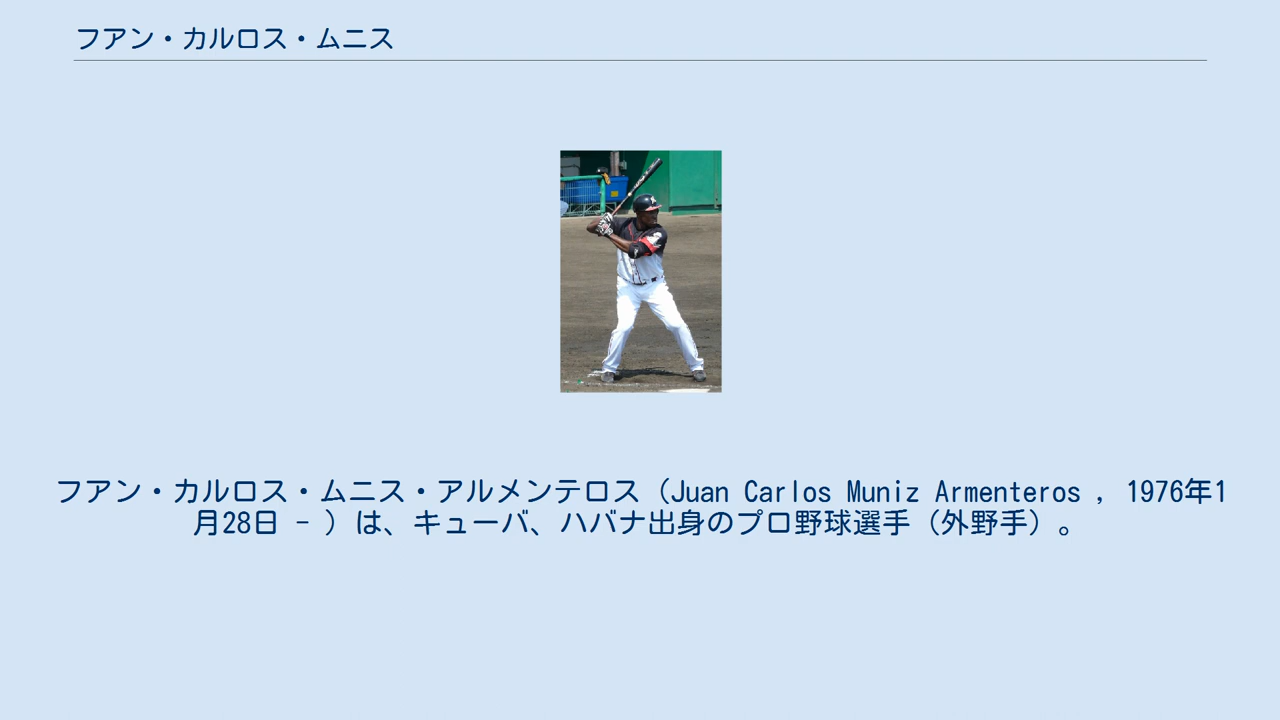 フアン・カルロス・ムニス
フアン・カルロス・ムニス・アルメンテロス（Juan Carlos Muniz Armenteros , 1976年1
月28日 - ）は、キューバ、ハバナ出身のプロ野球選手（外野手）。